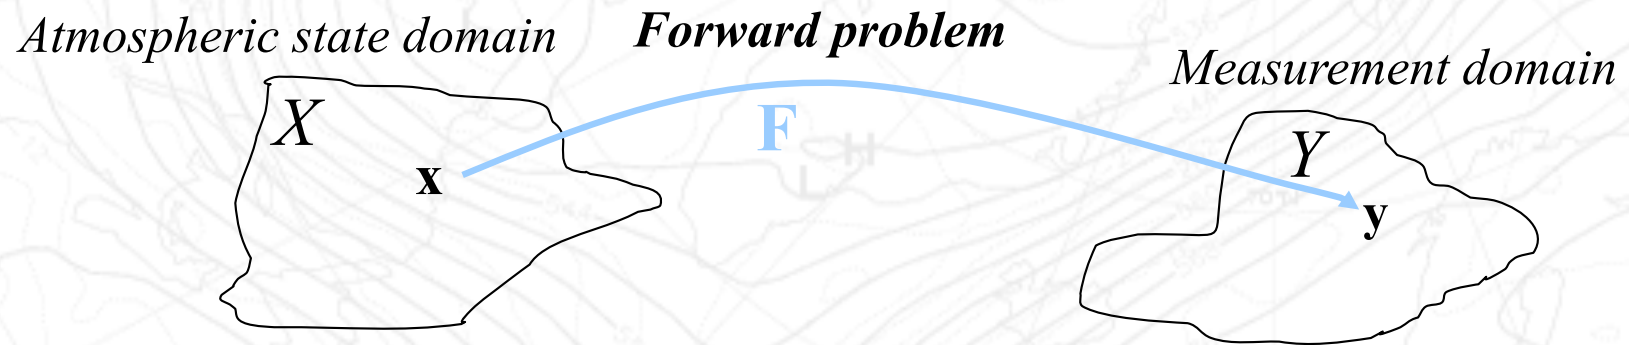 Atmospheric state domain
Forward problem
Measurement domain
X
F
Y
x
y
H
L